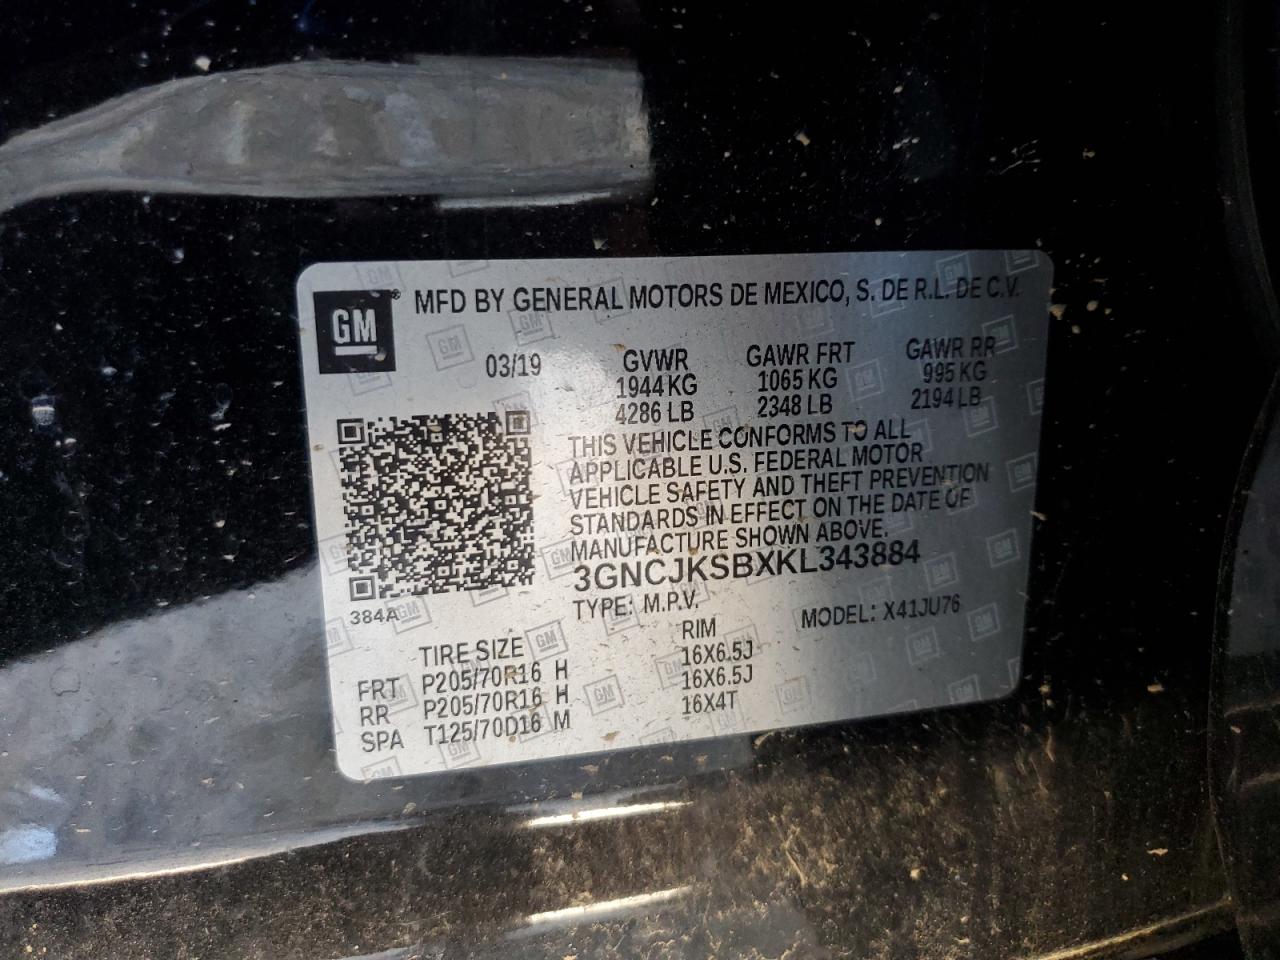 GM® MFD BY GENERAL MOTORS DE MEXICO, S. DE R.L. DE C.V.
03/19 GVWR GAWR FRT GAWR RR
1944 KG 1065 KG 995 KG
4286 LB 2348 LB 2194 LB
THIS VEHICLE CONFORMS TO ALL
APPLICABLE U.S. FEDERAL MOTOR
VEHICLE SAFETY AND THEFT PREVENTION
STANDARDS IN EFFECT ON THE DATE OF
MANUFACTURE SHOWN ABOVE.
3GNCJKSBXKL343884
384A TYPE: M.P.V. MODEL: X41JU76
TIRE SIZE RIM
FRT P205/70R16 H 16X6.5J
RR P205/70R16 H 16X6.5J
SPA T125/70D16 M 16X4T